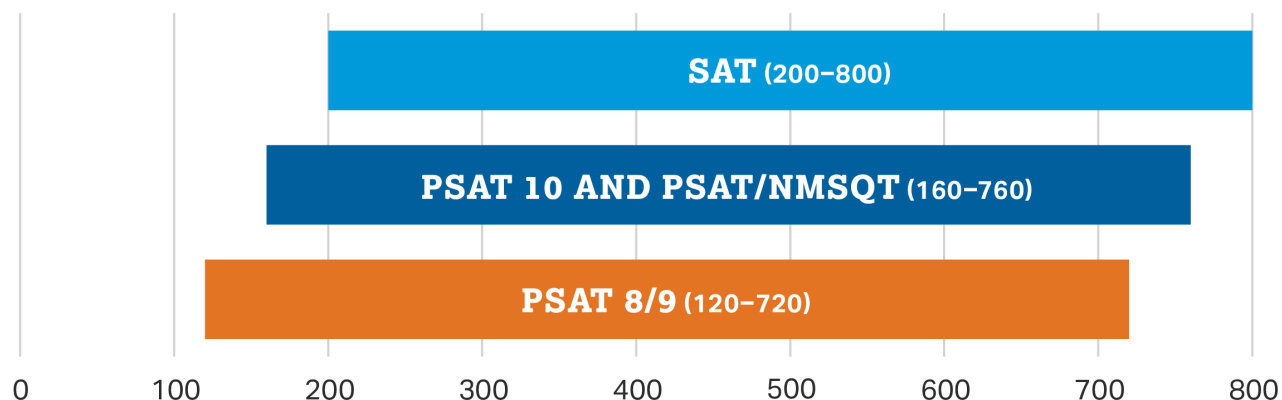 SAT (200–800)
PSAT 10 AND PSAT/NMSQT (160–760)
PSAT 8/9 (120–720)
0 100 200 300 400 500 600 700 800